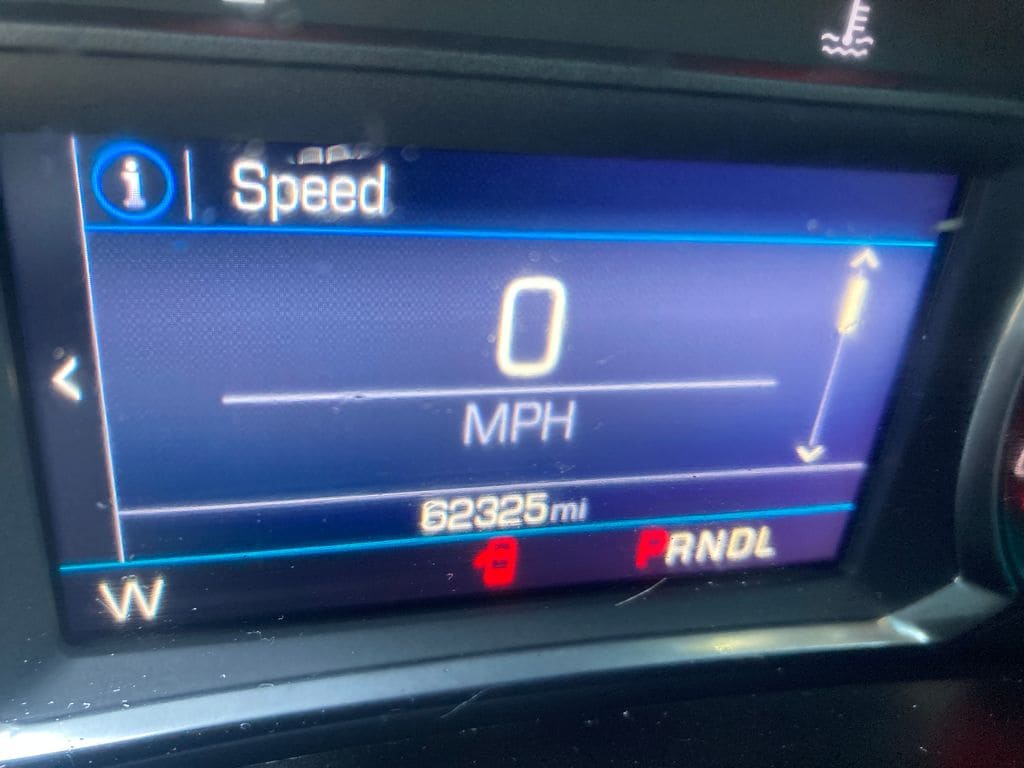 Speed
0
MPH
62325mi
W PRNDL